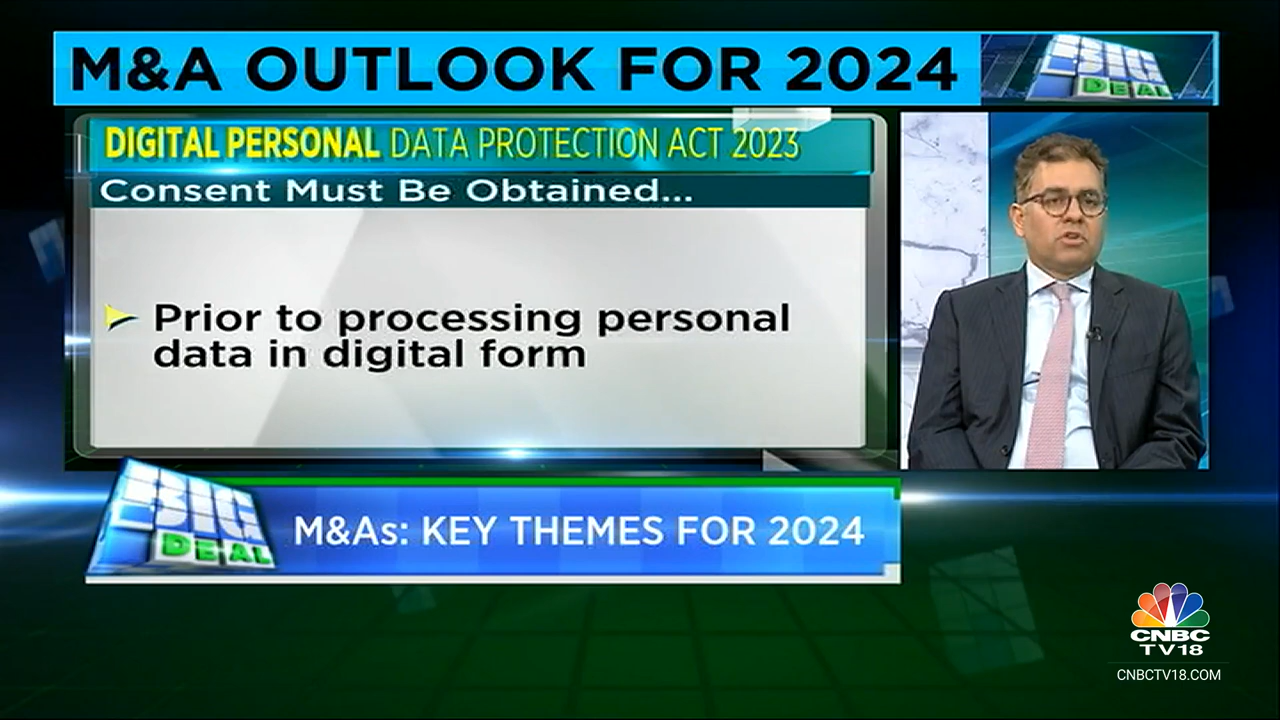 M&A OUTLOOK FOR 2024
BIG
DEAL
DIGITAL PERSONAL DATA PROTECTION ACT 2023
Consent Must Be Obtained...
Prior to processing personal
data in digital form
BIG
DEAL
M&As: KEY THEMES FOR 2024
CNBC
TV18
CNBCTV18.COM